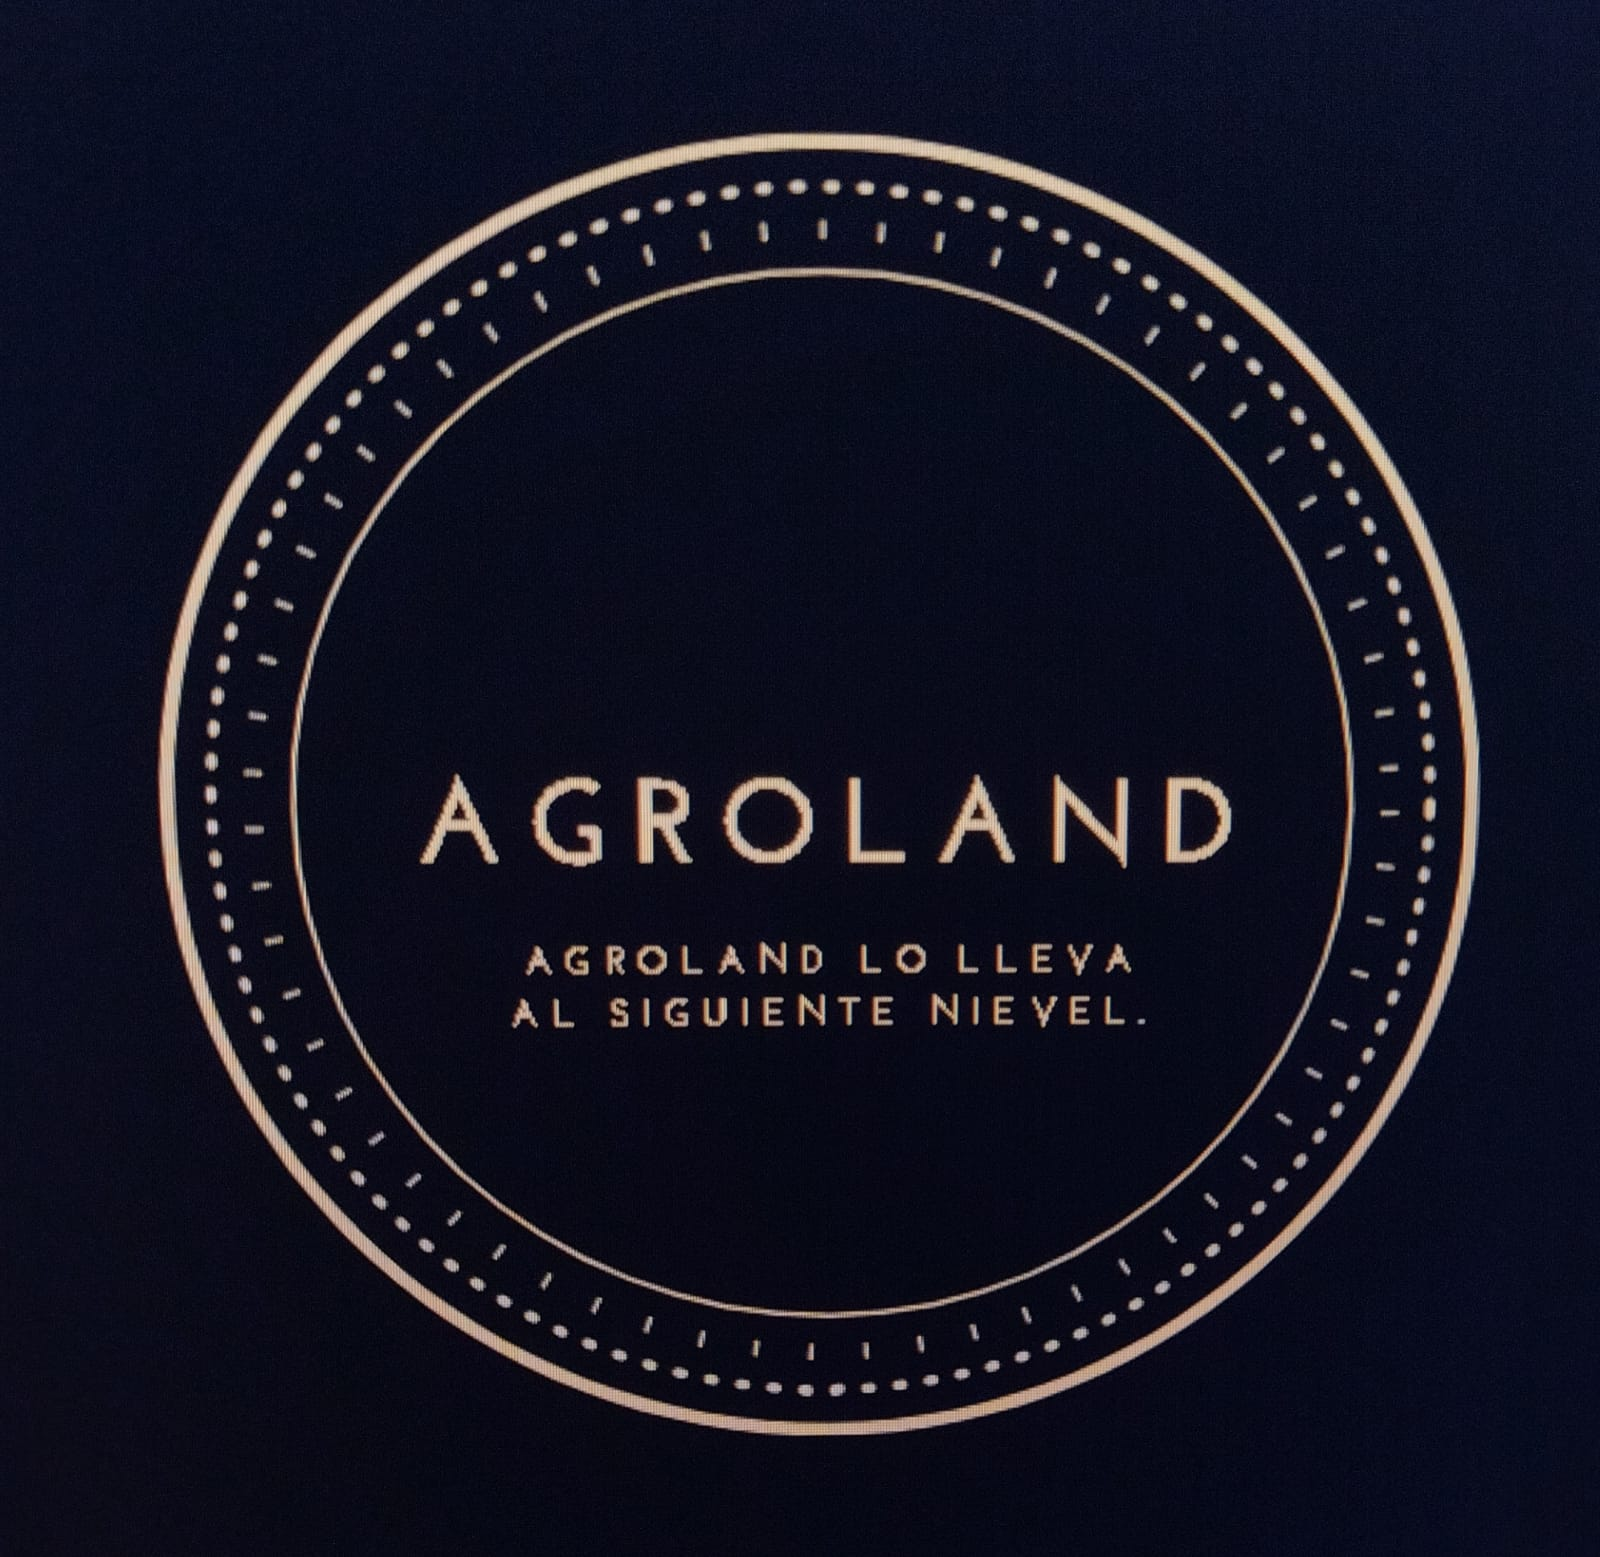 AGROLAND
AGROLAND LO LLEVA
AL SIGUIENTE NIEVEL.